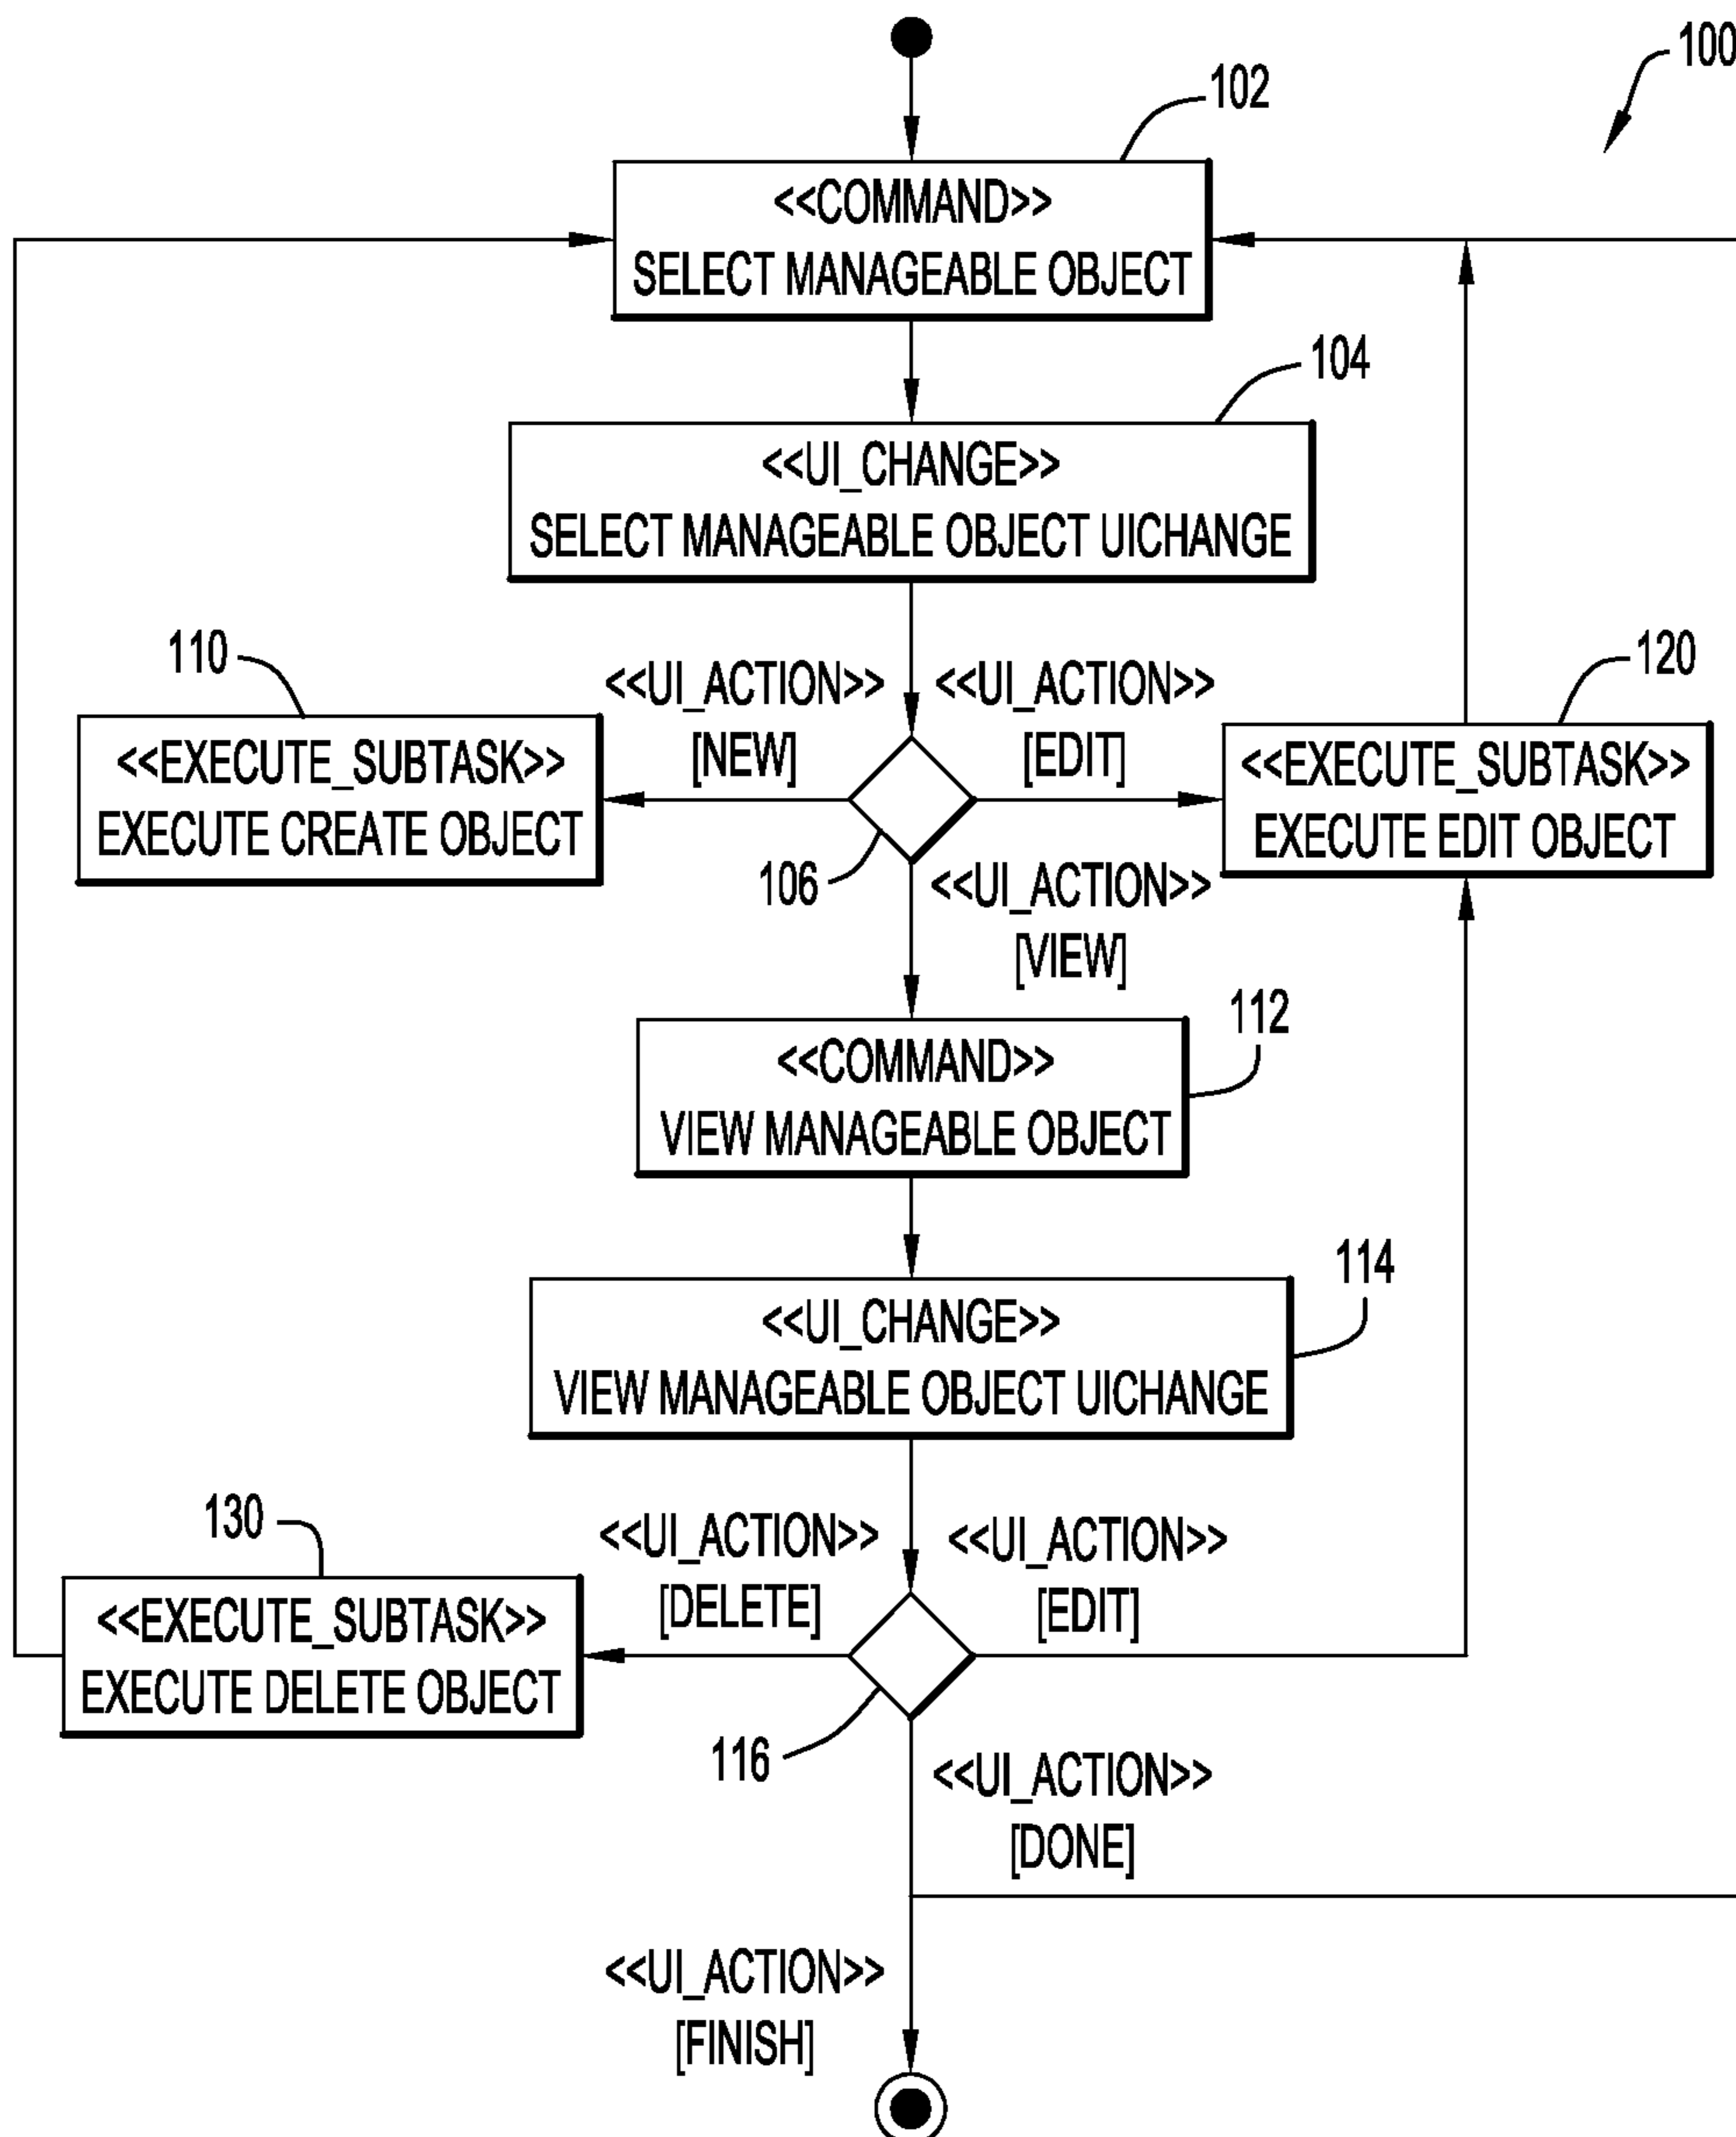 100
102
<<COMMAND>>
SELECT MANAGEABLE OBJECT
104
<<UI_CHANGE>>
SELECT MANAGEABLE OBJECT UICHANGE
110
<<UI_ACTION>>
[NEW]
<<UI_ACTION>>
[EDIT]
120
<<EXECUTE_SUBTASK>>
EXECUTE CREATE OBJECT
<<EXECUTE_SUBTASK>>
EXECUTE EDIT OBJECT
106
<<UI_ACTION>>
[VIEW]
112
<<COMMAND>>
VIEW MANAGEABLE OBJECT
114
<<UI_CHANGE>>
VIEW MANAGEABLE OBJECT UICHANGE
130
<<UI_ACTION>>
[DELETE]
<<UI_ACTION>>
[EDIT]
<<EXECUTE_SUBTASK>>
EXECUTE DELETE OBJECT
116
<<UI_ACTION>>
[DONE]
<<UI_ACTION>>
[FINISH]